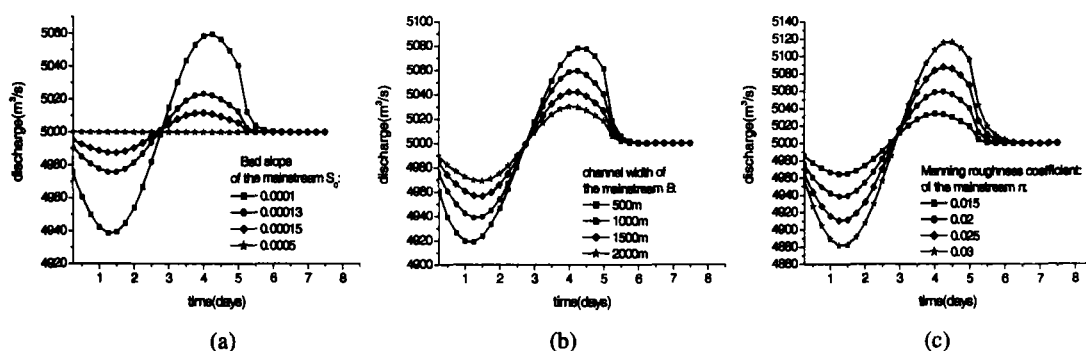 5080
5060
5040
5020
5000
4980
4960
4940
4920
discharge(m³/s)
Bed slope
of the mainstream S₀:
0.0001
0.00013
0.00015
0.0005
1 2 3 4 5 6 7 8
time(days)
(a)
5100
5080
5060
5040
5020
5000
4980
4960
4940
4920
4900
discharge(m³/s)
channel width of
the mainstream B:
500m
1000m
1500m
2000m
1 2 3 4 5 6 7 8
time(days)
(b)
5140
5120
5100
5080
5060
5040
5020
5000
4980
4960
4940
4920
4900
4880
4860
discharge(m³/s)
Manning roughness coefficient:
of the mainstream n:
0.015
0.02
0.025
0.03
1 2 3 4 5 6 7 8
time(days)
(c)